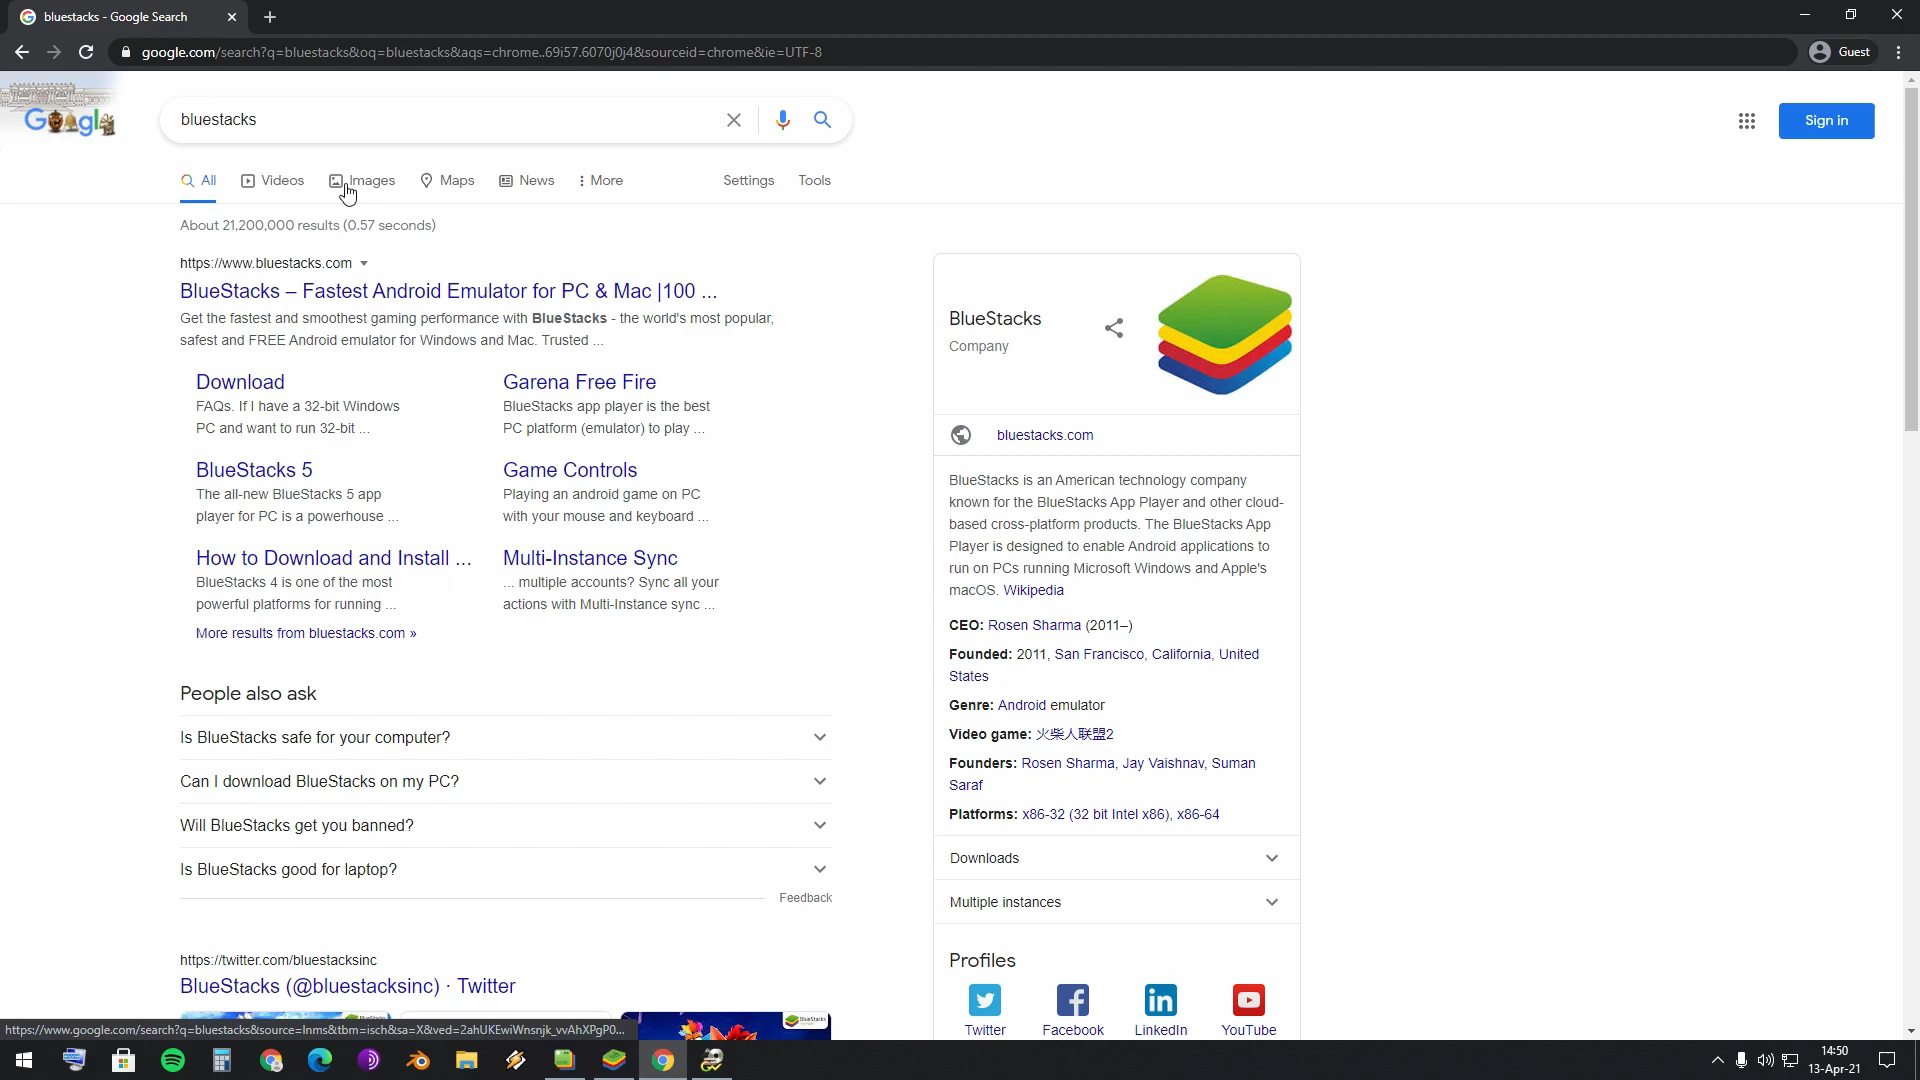 bluestacks - Google Search
google.com/search?q=bluestacks&oq=bluestacks&aqs=chrome..69i57.6070j0j4&sourceid=chrome&ie=UTF-8
Guest
bluestacks
Sign in
All
Videos
Images
Maps
News
More
Settings
Tools
About 21,200,000 results (0.57 seconds)
https://www.bluestacks.com
BlueStacks – Fastest Android Emulator for PC & Mac |100 ...
Get the fastest and smoothest gaming performance with BlueStacks - the world's most popular,
safest and FREE Android emulator for Windows and Mac. Trusted ...
Download
FAQs. If I have a 32-bit Windows
PC and want to run 32-bit ...
Garena Free Fire
BlueStacks app player is the best
PC platform (emulator) to play ...
BlueStacks 5
The all-new BlueStacks 5 app
player for PC is a powerhouse ...
Game Controls
Playing an android game on PC
with your mouse and keyboard ...
How to Download and Install ...
BlueStacks 4 is one of the most
powerful platforms for running ...
Multi-Instance Sync
... multiple accounts? Sync all your
actions with Multi-Instance sync ...
More results from bluestacks.com »
People also ask
Is BlueStacks safe for your computer?
Can I download BlueStacks on my PC?
Will BlueStacks get you banned?
Is BlueStacks good for laptop?
Feedback
https://twitter.com/bluestacksinc
BlueStacks (@bluestacksinc) · Twitter
BlueStacks
Company
bluestacks.com
BlueStacks is an American technology company
known for the BlueStacks App Player and other cloud-
based cross-platform products. The BlueStacks App
Player is designed to enable Android applications to
run on PCs running Microsoft Windows and Apple's
macOS. Wikipedia
CEO: Rosen Sharma (2011–)
Founded: 2011, San Francisco, California, United
States
Genre: Android emulator
Video game: 火柴人联盟2
Founders: Rosen Sharma, Jay Vaishnav, Suman
Saraf
Platforms: x86-32 (32 bit Intel x86), x86-64
Downloads
Multiple instances
Profiles
Twitter
Facebook
LinkedIn
YouTube
https://www.google.com/search?q=bluestacks&source=lnms&tbm=isch&sa=X&ved=2ahUKEwiWnsnjk_vvAhXPgP0...
14:50
13-Apr-21